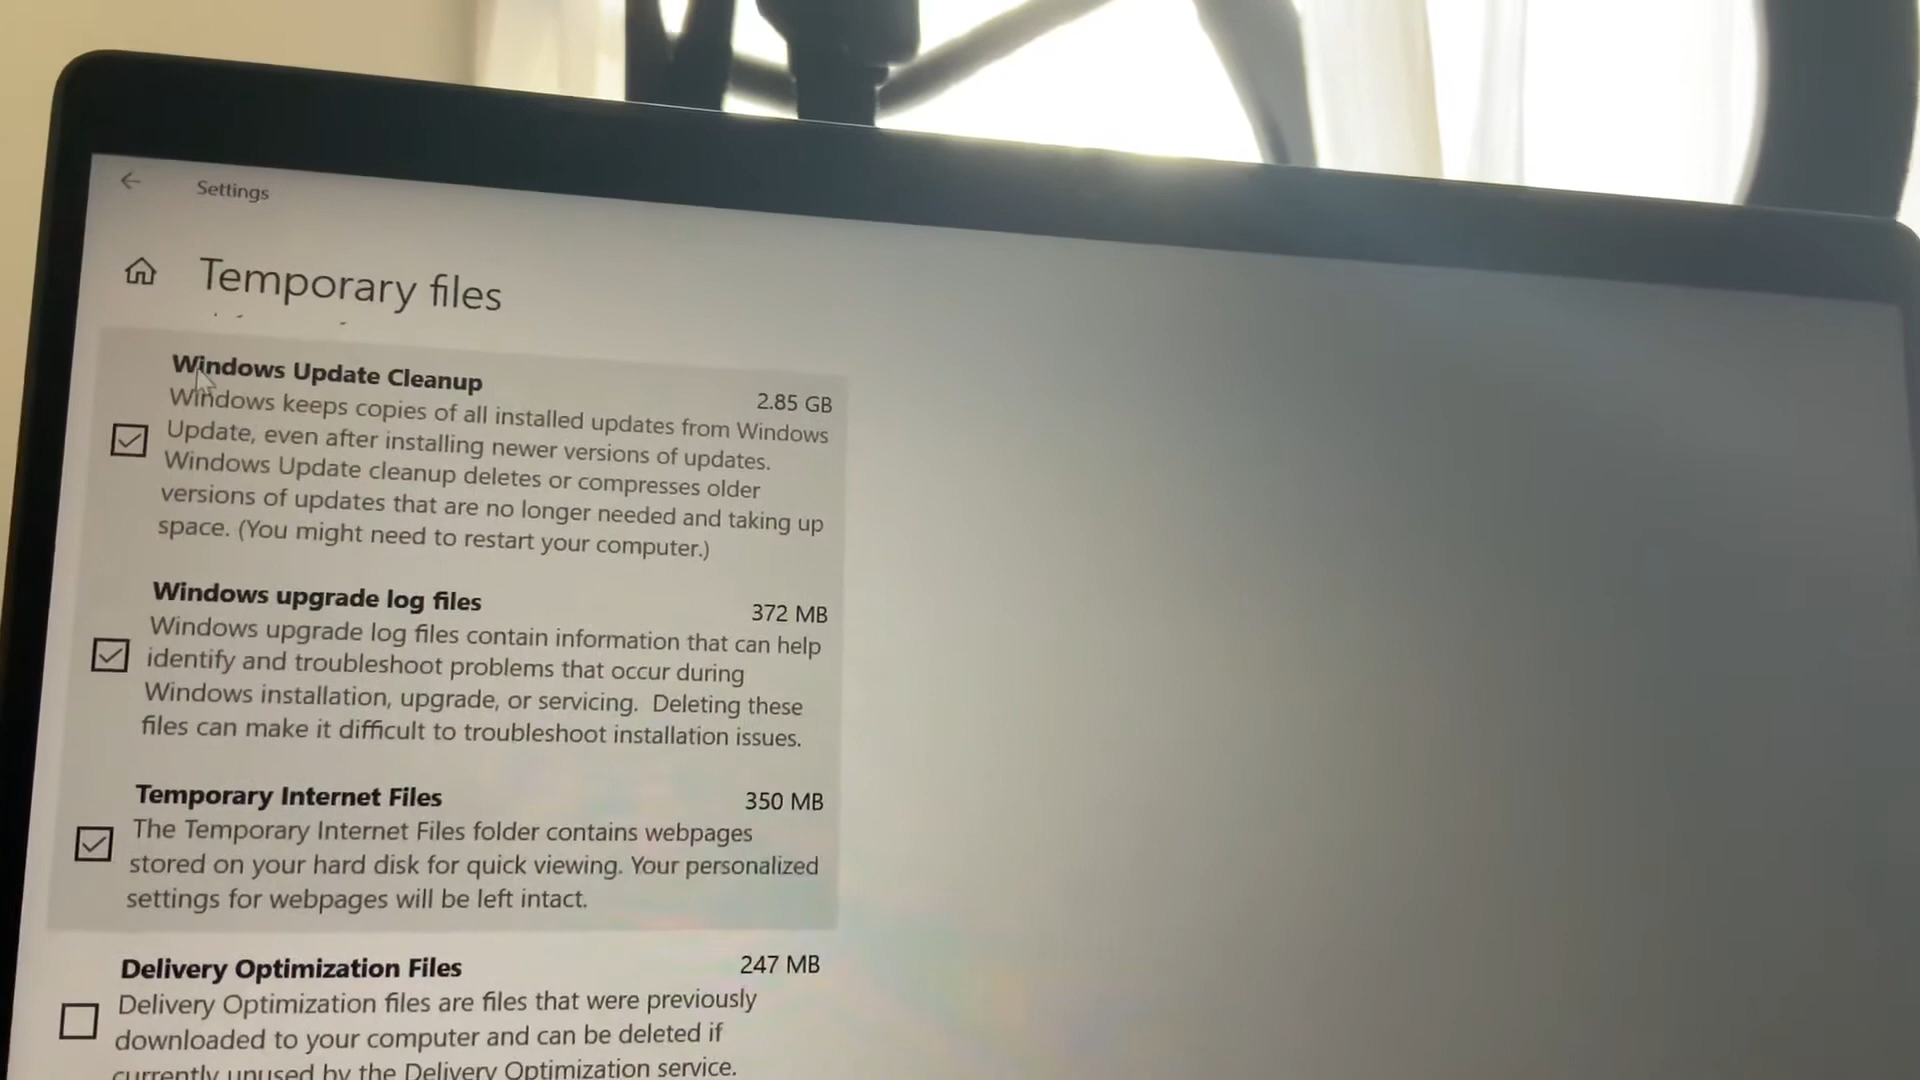 Settings
Temporary files
Windows Update Cleanup
2.85 GB
Windows keeps copies of all installed updates from Windows
Update, even after installing newer versions of updates.
Windows Update cleanup deletes or compresses older
versions of updates that are no longer needed and taking up
space. (You might need to restart your computer.)
Windows upgrade log files
372 MB
Windows upgrade log files contain information that can help
identify and troubleshoot problems that occur during
Windows installation, upgrade, or servicing.  Deleting these
files can make it difficult to troubleshoot installation issues.
Temporary Internet Files
350 MB
The Temporary Internet Files folder contains webpages
stored on your hard disk for quick viewing. Your personalized
settings for webpages will be left intact.
Delivery Optimization Files
247 MB
Delivery Optimization files are files that were previously
downloaded to your computer and can be deleted if
currently unused by the Delivery Optimization service.